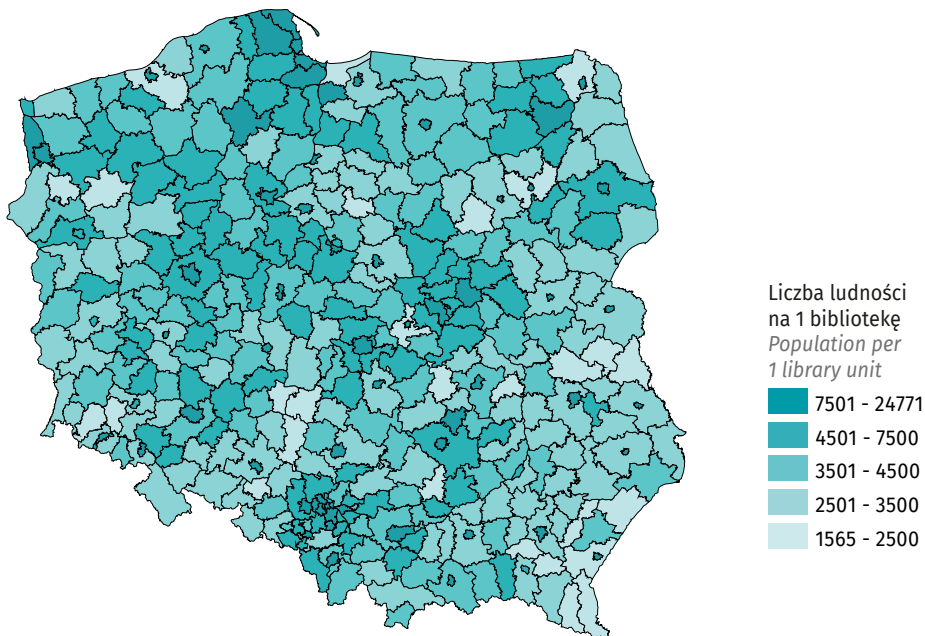 Liczba ludności
na 1 bibliotekę
Population per
1 library unit
7501 - 24771
4501 - 7500
3501 - 4500
2501 - 3500
1565 - 2500